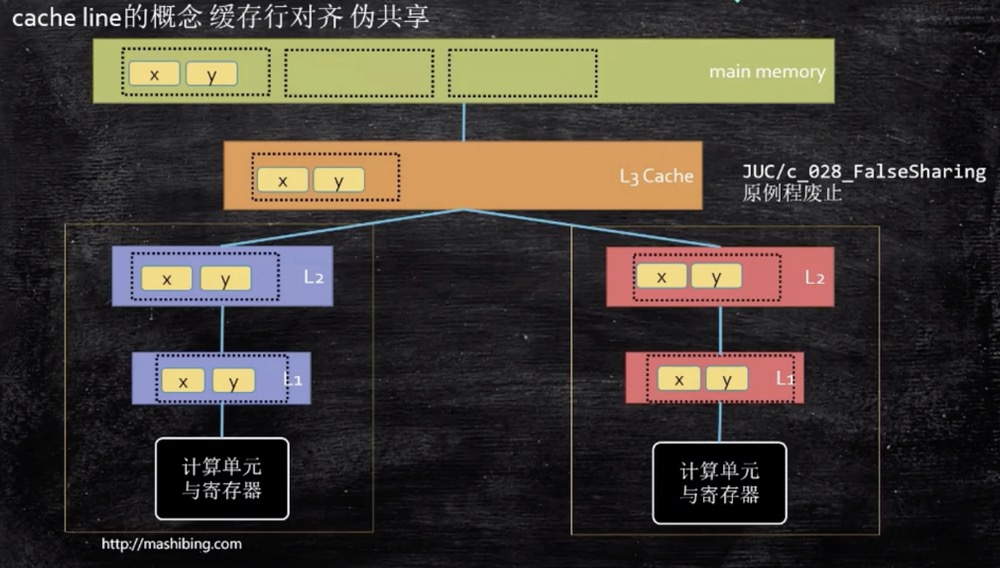 cache line的概念 缓存行对齐 伪共享
x y
main memory
x y
L3 Cache
JUC/c_028_FalseSharing
原例程废止
x y
L2
x y
L2
x y
L1
x y
L1
计算单元
与寄存器
计算单元
与寄存器
http://mashibing.com